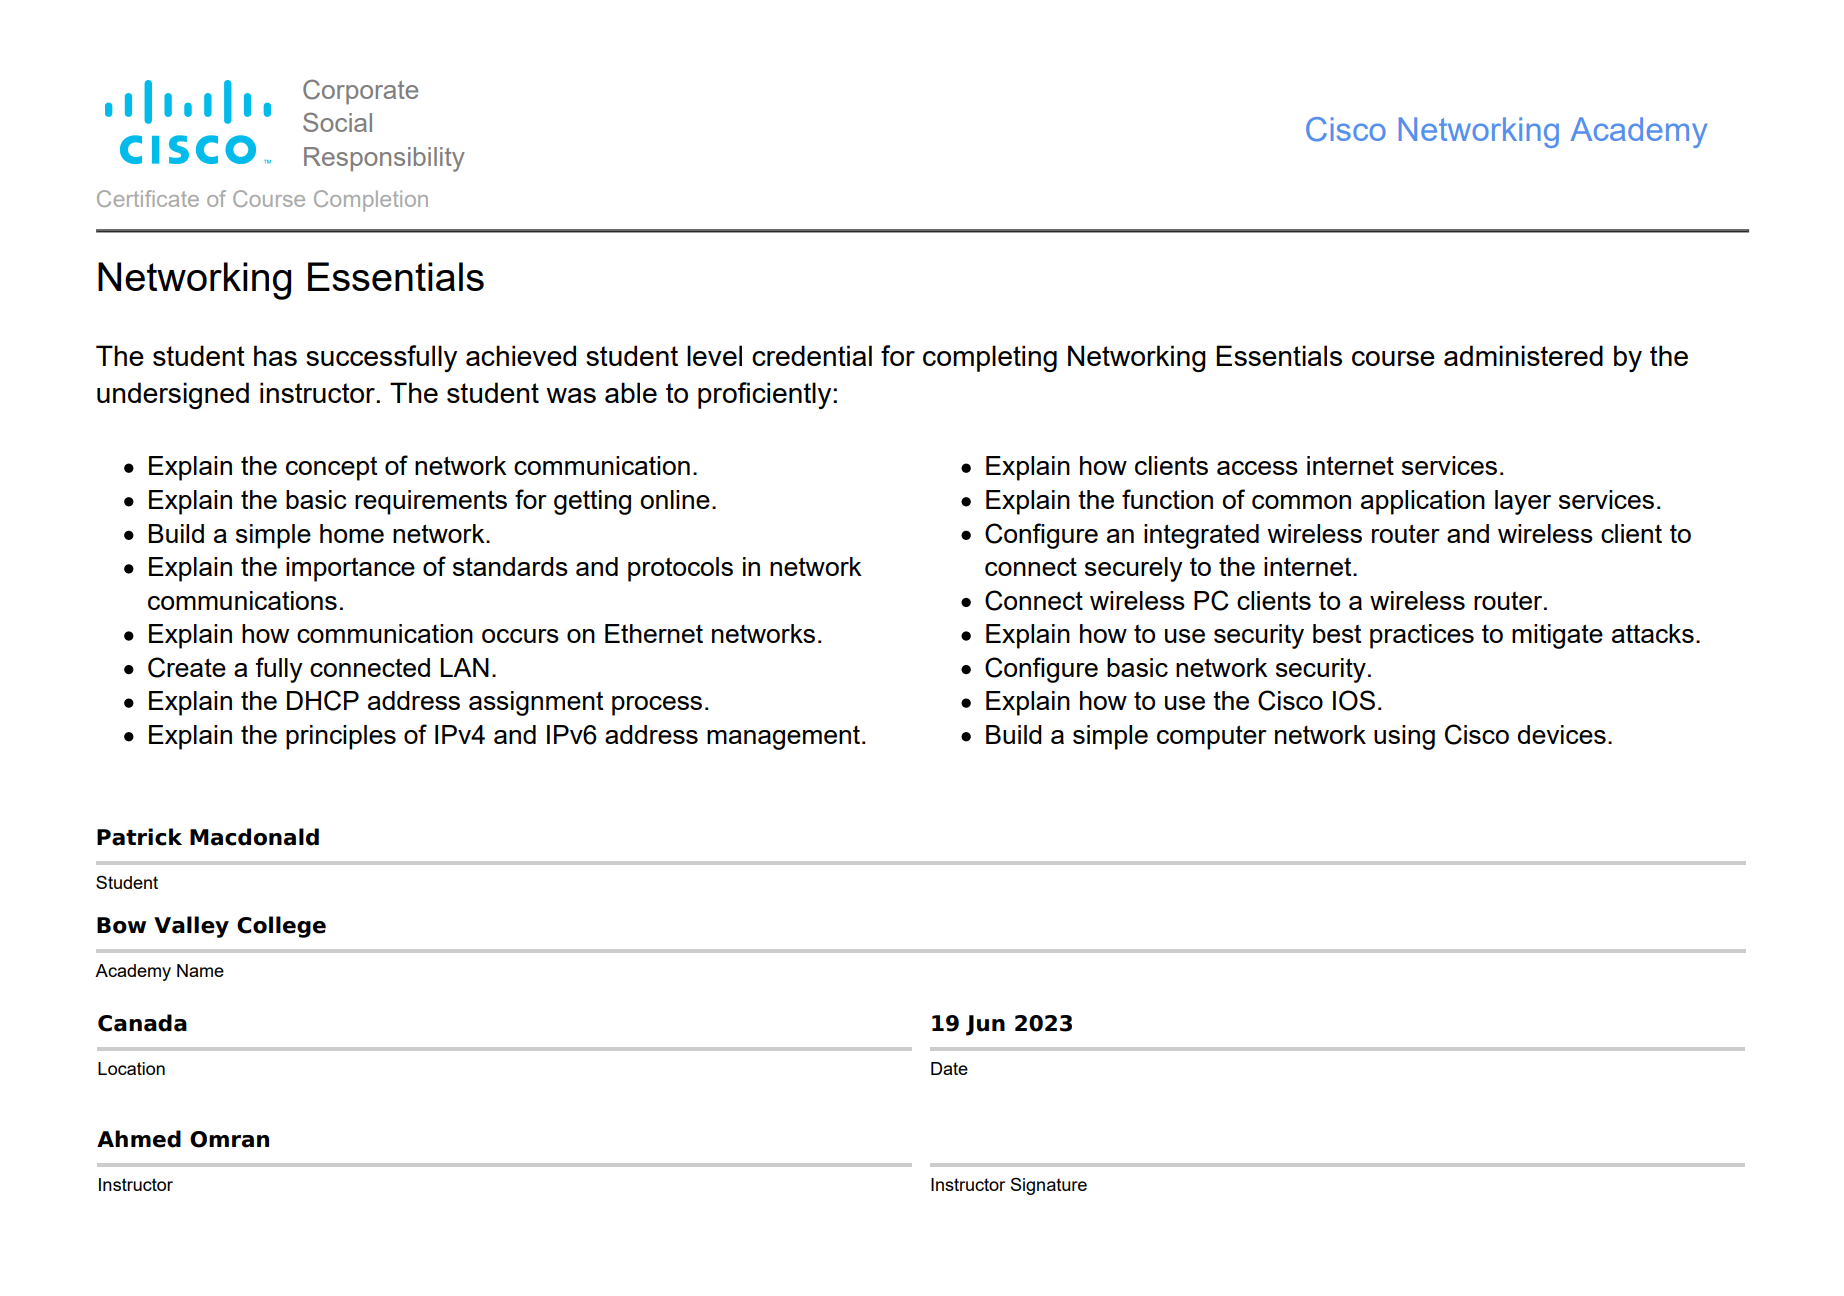 CISCO
Corporate
Social
Responsibility
Cisco Networking Academy
Certificate of Course Completion
Networking Essentials
The student has successfully achieved student level credential for completing Networking Essentials course administered by the
undersigned instructor. The student was able to proficiently:
• Explain the concept of network communication.
• Explain the basic requirements for getting online.
• Build a simple home network.
• Explain the importance of standards and protocols in network
communications.
• Explain how communication occurs on Ethernet networks.
• Create a fully connected LAN.
• Explain the DHCP address assignment process.
• Explain the principles of IPv4 and IPv6 address management.
• Explain how clients access internet services.
• Explain the function of common application layer services.
• Configure an integrated wireless router and wireless client to
connect securely to the internet.
• Connect wireless PC clients to a wireless router.
• Explain how to use security best practices to mitigate attacks.
• Configure basic network security.
• Explain how to use the Cisco IOS.
• Build a simple computer network using Cisco devices.
Patrick Macdonald
Student
Bow Valley College
Academy Name
Canada
Location
19 Jun 2023
Date
Ahmed Omran
Instructor
Instructor Signature